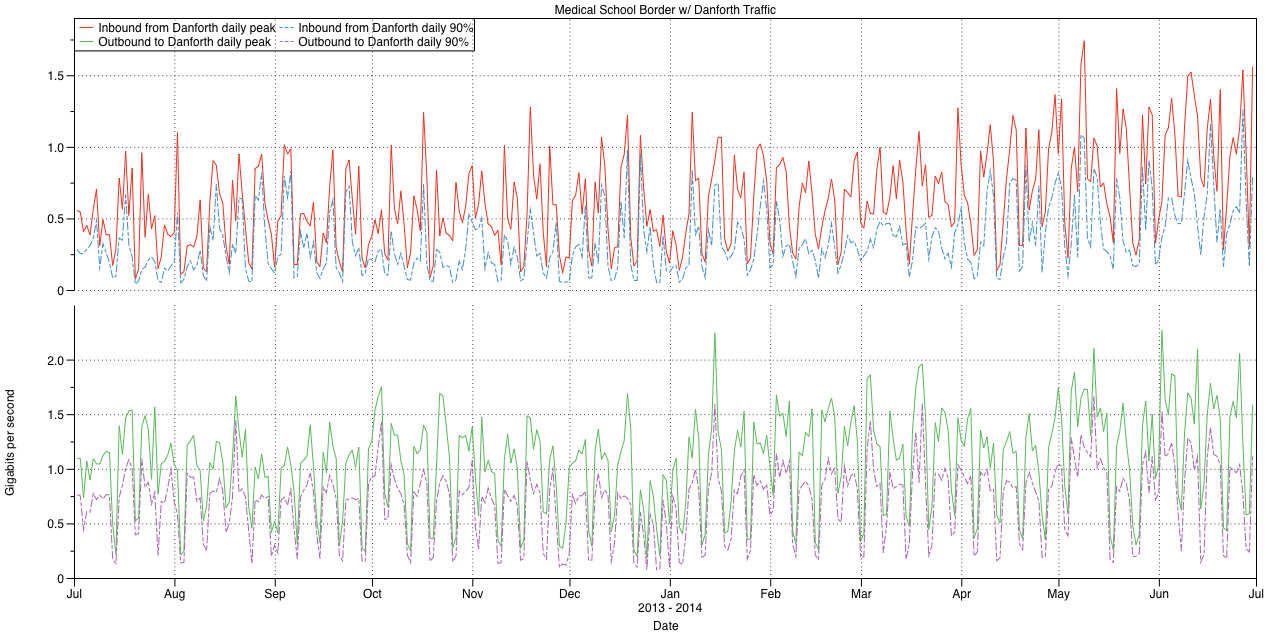 Medical School Border w/ Danforth Traffic
Inbound from Danforth daily peak Inbound from Danforth daily 90%
Outbound to Danforth daily peak Outbound to Danforth daily 90%
1.5
1.0
0.5
0
2.0
1.5
1.0
0.5
0
Gigabits per second
Jul Aug Sep Oct Nov Dec Jan Feb Mar Apr May Jun Jul
2013 - 2014
Date